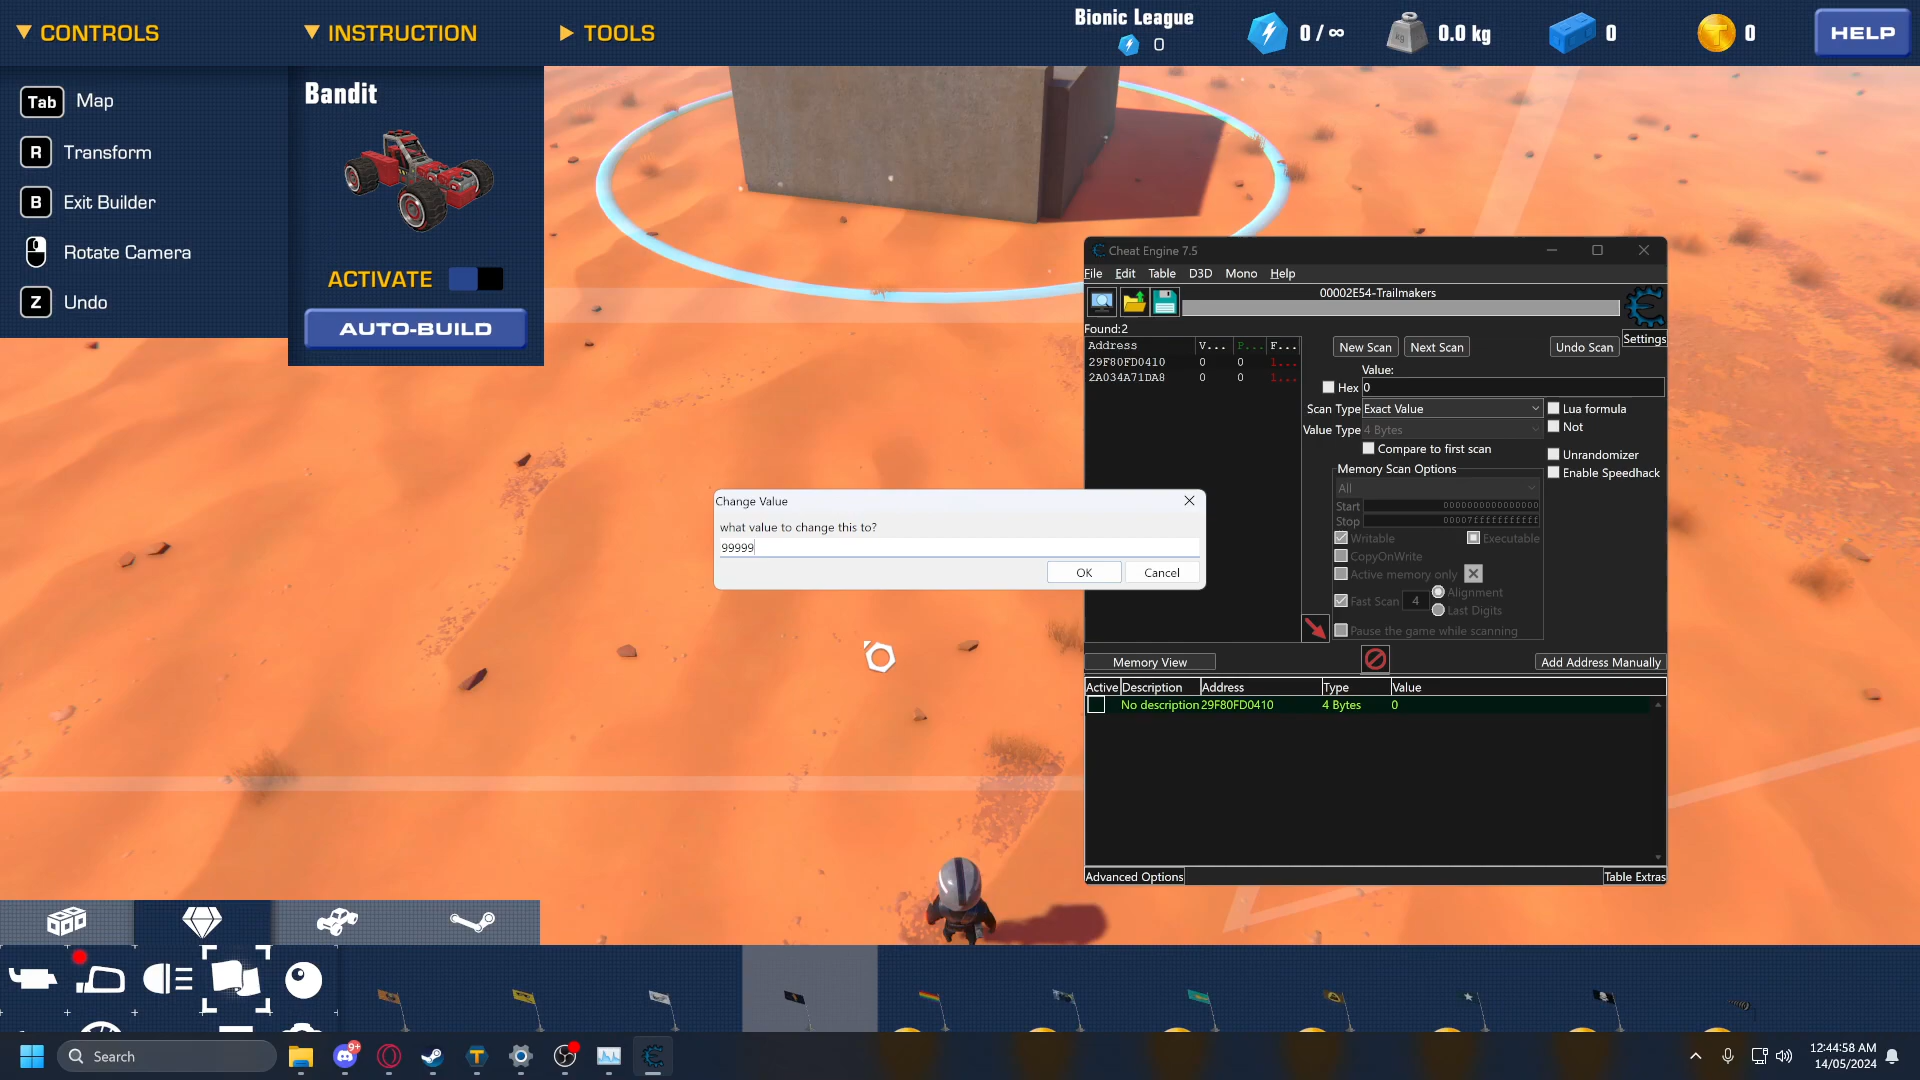 CONTROLS
INSTRUCTION
TOOLS
Bionic League
0
0 / ∞
0.0 kg
kg
0
T
0
HELP
Tab Map
R Transform
B Exit Builder
Rotate Camera
Z Undo
Bandit
ACTIVATE
AUTO-BUILD
Cheat Engine 7.5
File Edit Table D3D Mono Help
00002E54-Trailmakers
Settings
Found:2
Address V... P... F...
29F80FD0410 0 0 1...
2A034A71DA8 0 0 1...
New Scan Next Scan Undo Scan
Value:
Hex 0
Scan Type Exact Value
Value Type 4 Bytes
Lua formula
Not
Compare to first scan
Unrandomizer
Enable Speedhack
Memory Scan Options
All
Start 0000000000000000
Stop 00007fffffffffff
Writable Executable
CopyOnWrite
Active memory only
Fast Scan 4 Alignment
Last Digits
Pause the game while scanning
Change Value
what value to change this to?
99999
OK Cancel
Memory View Add Address Manually
Active Description Address Type Value
No description 29F80FD0410 4 Bytes 0
Advanced Options Table Extras
Search
9+
12:44:58 AM
14/05/2024